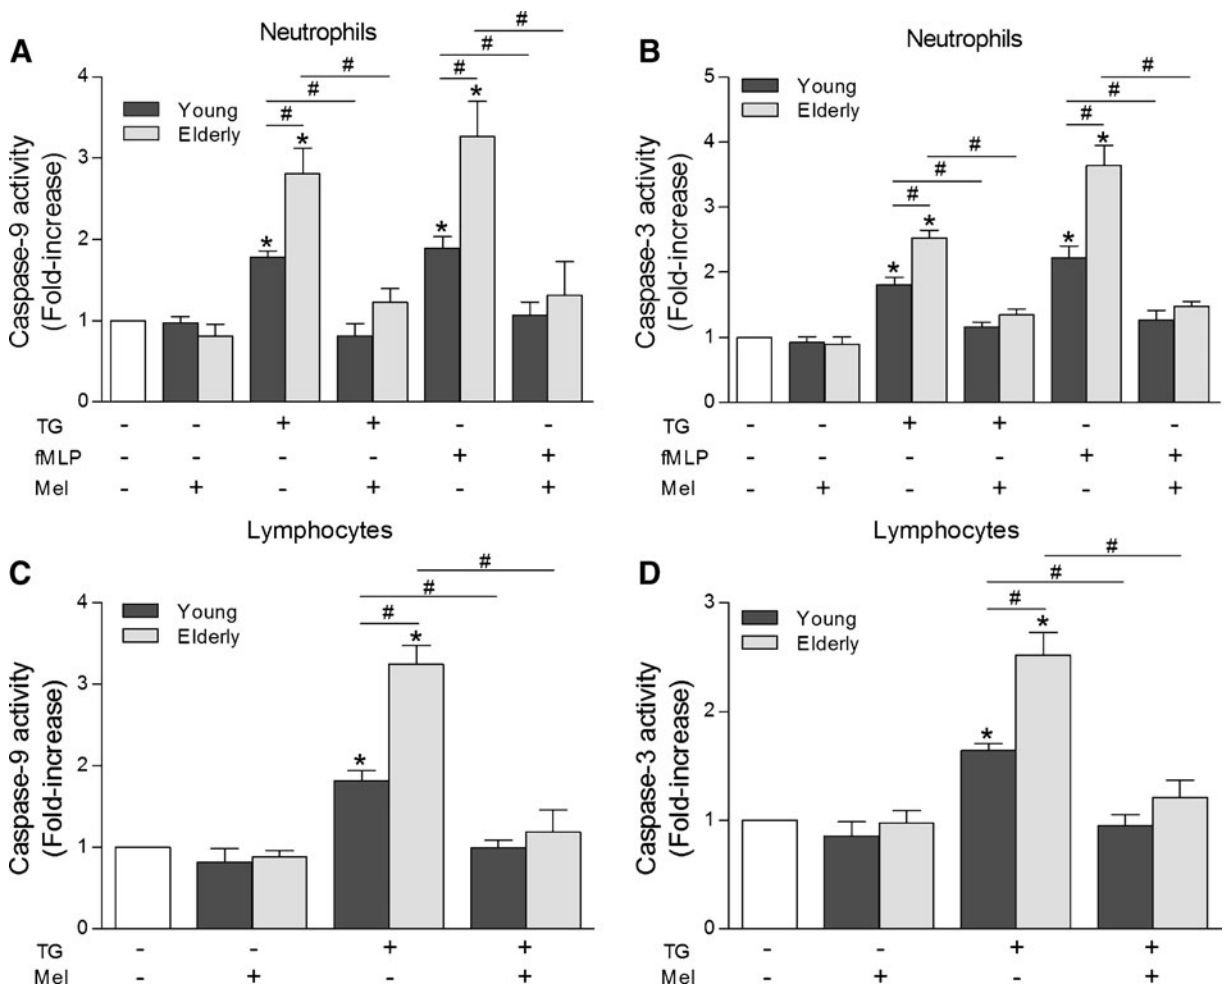 A
Neutrophils
# #
# #
# #
* *
* *
Young
Elderly
Caspase-9 activity
(Fold-increase)
4
3
2
1
0
TG - - + + - -
fMLP - - - - + +
Mel - + - + - +
B
Neutrophils
# #
# #
# #
* *
* *
Young
Elderly
Caspase-3 activity
(Fold-increase)
5
4
3
2
1
0
TG - - + + - -
fMLP - - - - + +
Mel - + - + - +
C
Lymphocytes
#
#
#
*
*
Young
Elderly
Caspase-9 activity
(Fold-increase)
4
3
2
1
0
TG - - + +
Mel - + - +
D
Lymphocytes
#
#
#
*
*
Young
Elderly
Caspase-3 activity
(Fold-increase)
3
2
1
0
TG - - + +
Mel - + - +